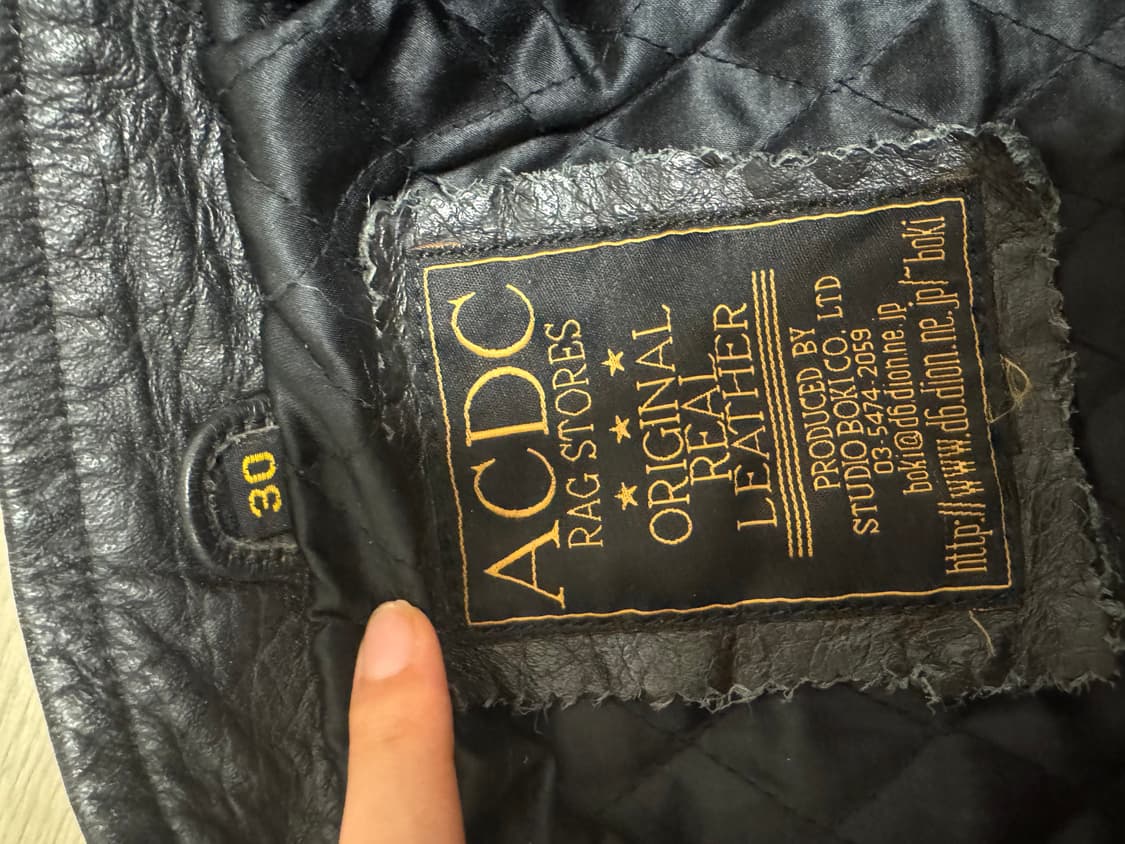 30
ACDC
RAG STORES
ORIGINAL
REAL
LEATHER
PRODUCED BY
STUDIO BOKI CO. LTD
03-5474-2059
boki@d6.dion.ne.jp
http://www.d6.dion.ne.jp/~boki